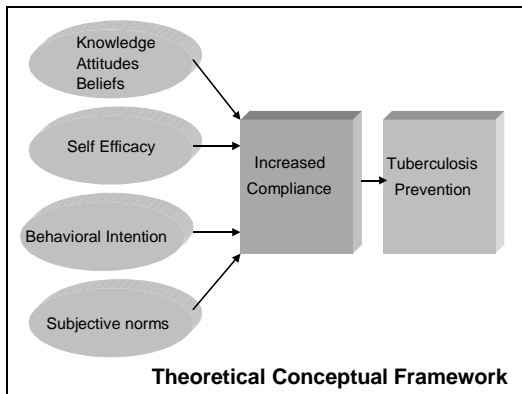 Knowledge
Attitudes
Beliefs
Self Efficacy
Behavioral Intention
Subjective norms
Increased
Compliance
Tuberculosis
Prevention
Theoretical Conceptual Framework